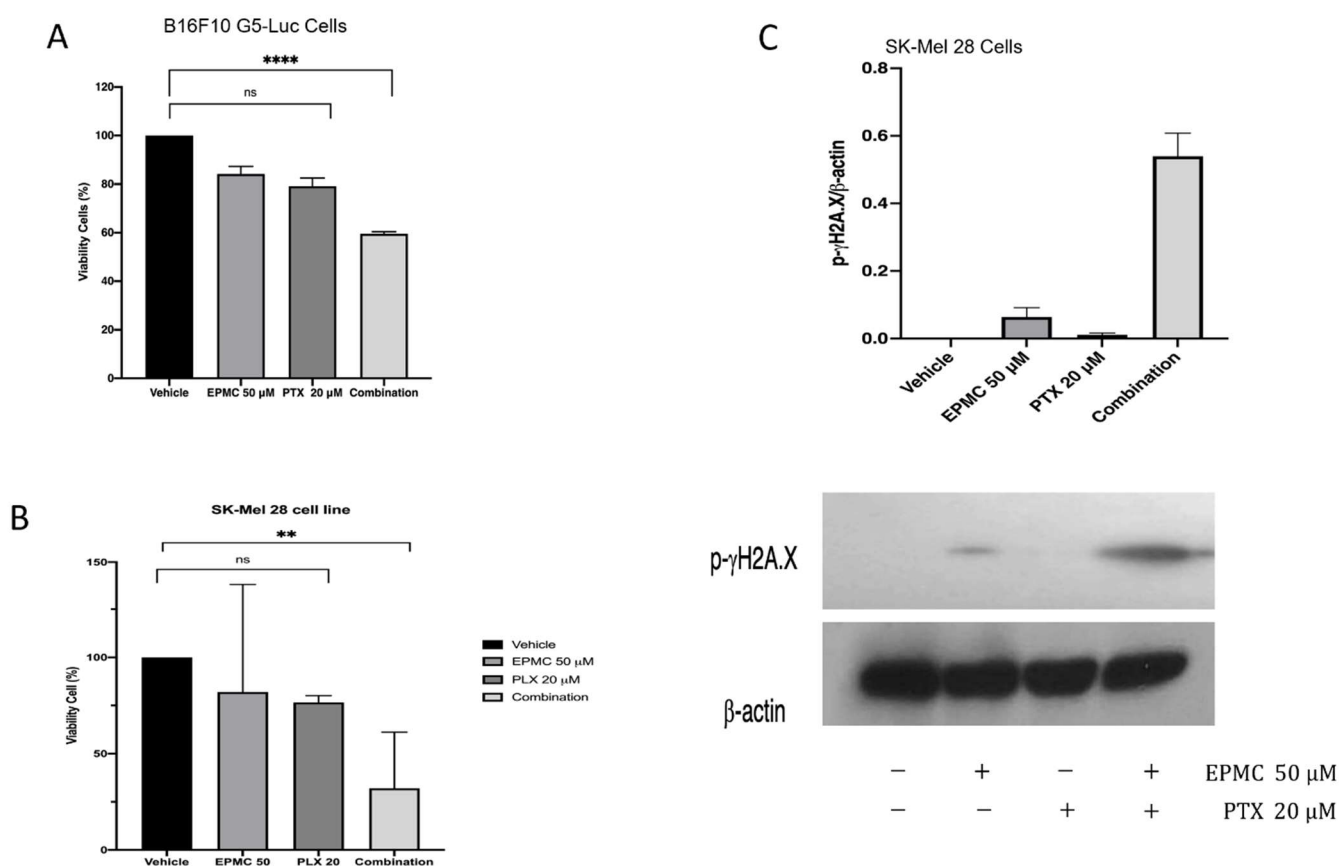 A
B16F10 G5-Luc Cells
****
ns
120
100
80
60
40
20
0
Viability Cells (%)
Vehicle
EPMC 50 µM
PTX 20 µM
Combination
B
SK-Mel 28 cell line
**
ns
150
100
50
0
Viability Cell (%)
Vehicle
EPMC 50
PLX 20
Combination
Vehicle
EPMC 50 µM
PLX 20 µM
Combination
C
SK-Mel 28 Cells
0.8
0.6
0.4
0.2
0.0
p-γH2A.X/β-actin
Vehicle
EPMC 50 µM
PTX 20 µM
Combination
p-γH2A.X
β-actin
− + − + EPMC 50 µM
− − + + PTX 20 µM